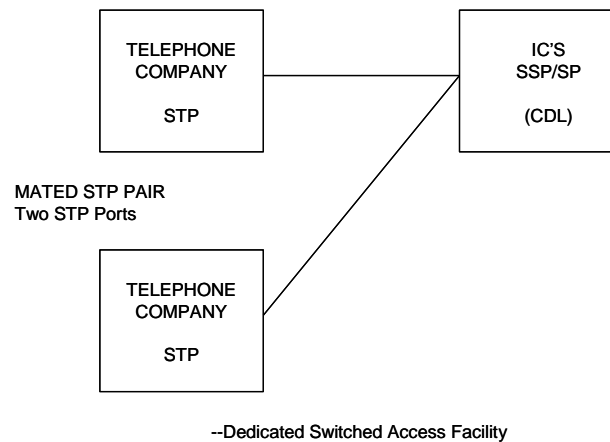 TELEPHONE
COMPANY
STP
IC'S
SSP/SP
(CDL)
MATED STP PAIR
Two STP Ports
TELEPHONE
COMPANY
STP
--Dedicated Switched Access Facility